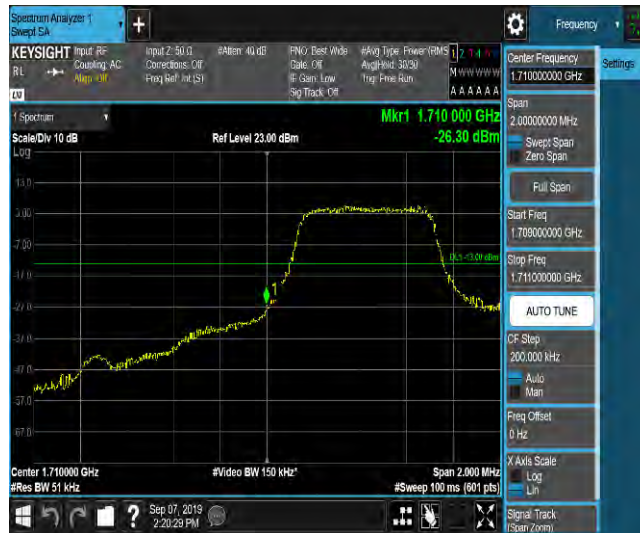 Spectrum Analyzer 1
Swept SA
Frequency
KEYSIGHT
Input: RF
Coupling: AC
Align: Off
Input Z: 50 Ω
Corrections: Off
Freq Ref: Int (S)
#Atten: 40 dB
PNO: Best Wide
Gate: Off
IF Gain: Low
Sig Track: Off
#Avg Type: Power (RMS
Avg|Hold: 30/30
Trig: Free Run
RL
LV
M W W W W W
A A A A A A
1 Spectrum
Scale/Div 10 dB
Log
Ref Level 23.00 dBm
Mkr1 1.710 000 GHz
-26.30 dBm
13.0
3.00
-7.00
DL1 -13.00 dBm
-17.0
-27.0
-37.0
-47.0
-57.0
-67.0
1
Center 1.710000 GHz
#Res BW 51 kHz
#Video BW 150 kHz*
Span 2.000 MHz
#Sweep 100 ms (601 pts)
Sep 07, 2019
2:20:29 PM
Settings
Center Frequency
1.710000000 GHz
Span
2.00000000 MHz
Swept Span
Zero Span
Full Span
Start Freq
1.709000000 GHz
Stop Freq
1.711000000 GHz
AUTO TUNE
CF Step
200.000 kHz
Auto
Man
Freq Offset
0 Hz
X Axis Scale
Log
Lin
Signal Track
(Span Zoom)